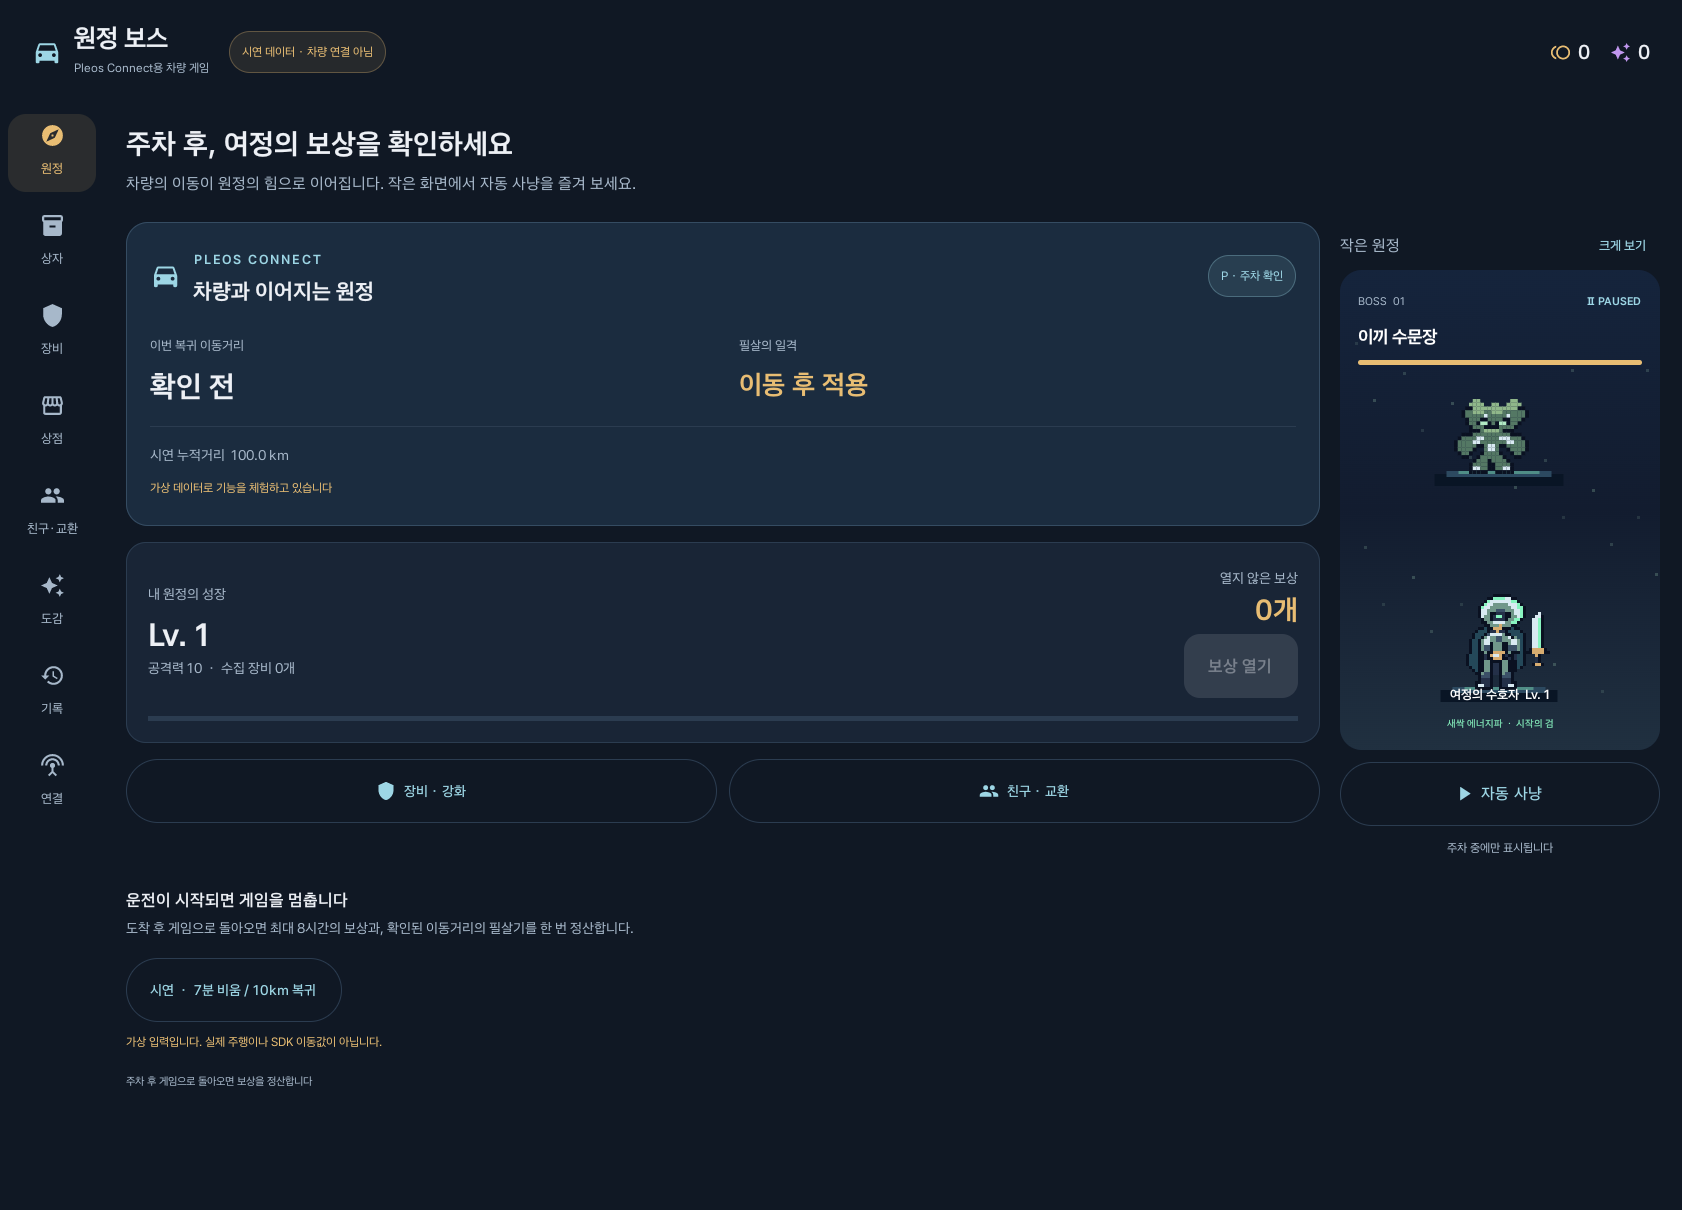 원정 보스
Pleos Connect용 차량 게임
시연 데이터 · 차량 연결 아님
0
0
원정
상자
장비
상점
친구·교환
도감
기록
연결
주차 후, 여정의 보상을 확인하세요
차량의 이동이 원정의 힘으로 이어집니다. 작은 화면에서 자동 사냥을 즐겨 보세요.
PLEOS CONNECT
차량과 이어지는 원정
P · 주차 확인
이번 복귀 이동거리
확인 전
필살의 일격
이동 후 적용
시연 누적거리 100.0 km
가상 데이터로 기능을 체험하고 있습니다
내 원정의 성장
Lv. 1
공격력 10 · 수집 장비 0개
열지 않은 보상
0개
보상 열기
장비 · 강화
친구 · 교환
작은 원정
크게 보기
BOSS 01
PAUSED
이끼 수문장
여정의 수호자 Lv. 1
새싹 에너지파 · 시작의 검
자동 사냥
주차 중에만 표시됩니다
운전이 시작되면 게임을 멈춥니다
도착 후 게임으로 돌아오면 최대 8시간의 보상과, 확인된 이동거리의 필살기를 한 번 정산합니다.
시연 · 7분 비움 / 10km 복귀
가상 입력입니다. 실제 주행이나 SDK 이동값이 아닙니다.
주차 후 게임으로 돌아오면 보상을 정산합니다